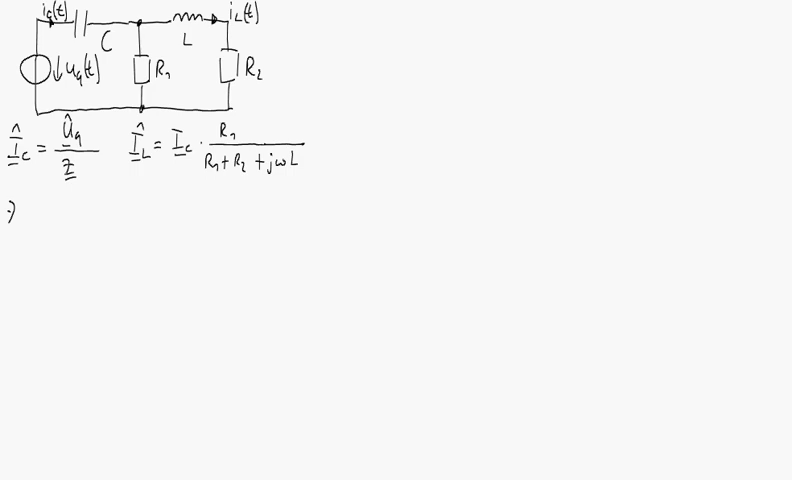 i_C(t) i_L(t)
C L
u_q(t) R_1 R_2
Î_C = Û_q / Z Î_L = I_C · R_1 / (R_1 + R_2 + jωL)
⇒